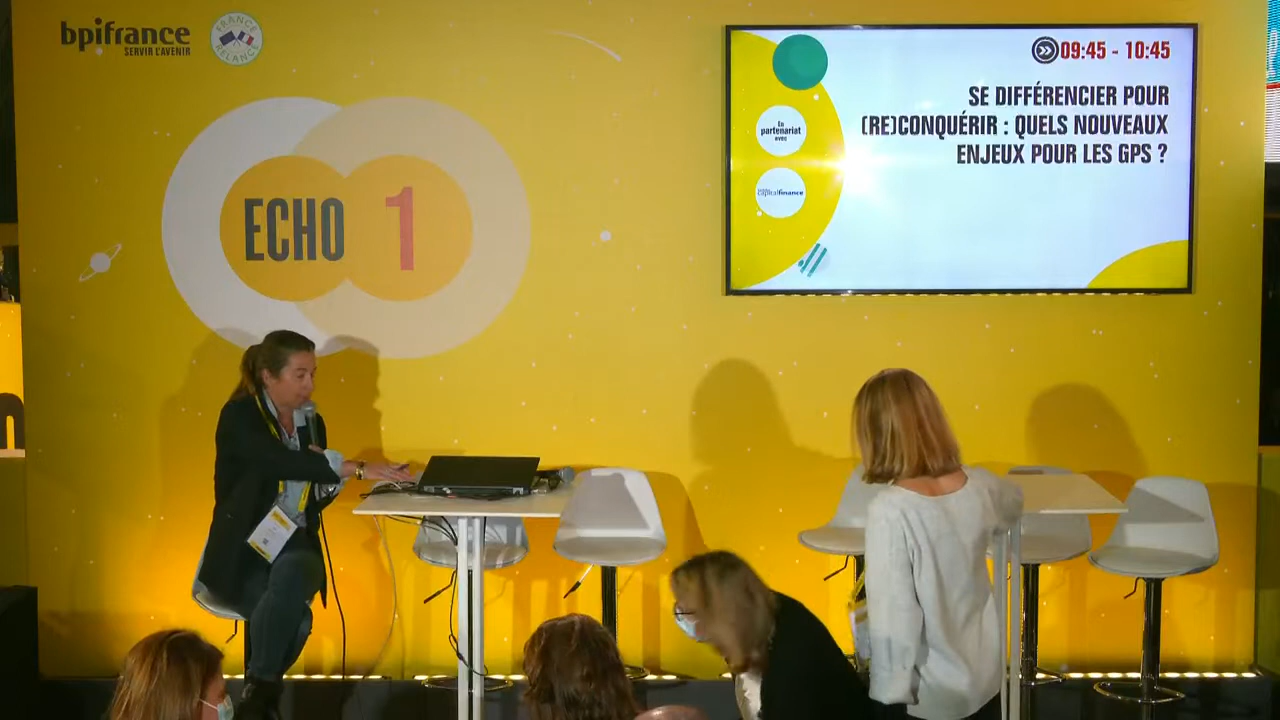 bpifrance
SERVIR L'AVENIR
FRANCE
RELANCE
ECHO 1
09:45 - 10:45
SE DIFFÉRENCIER POUR
(RE)CONQUÉRIR : QUELS NOUVEAUX
ENJEUX POUR LES GPS ?
En
partenariat
avec
capitalfinance